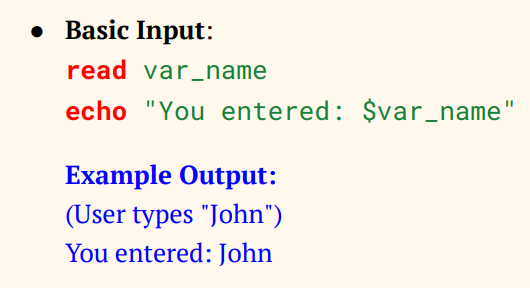 ● Basic Input:
read var_name
echo "You entered: $var_name"
Example Output:
(User types "John")
You entered: John